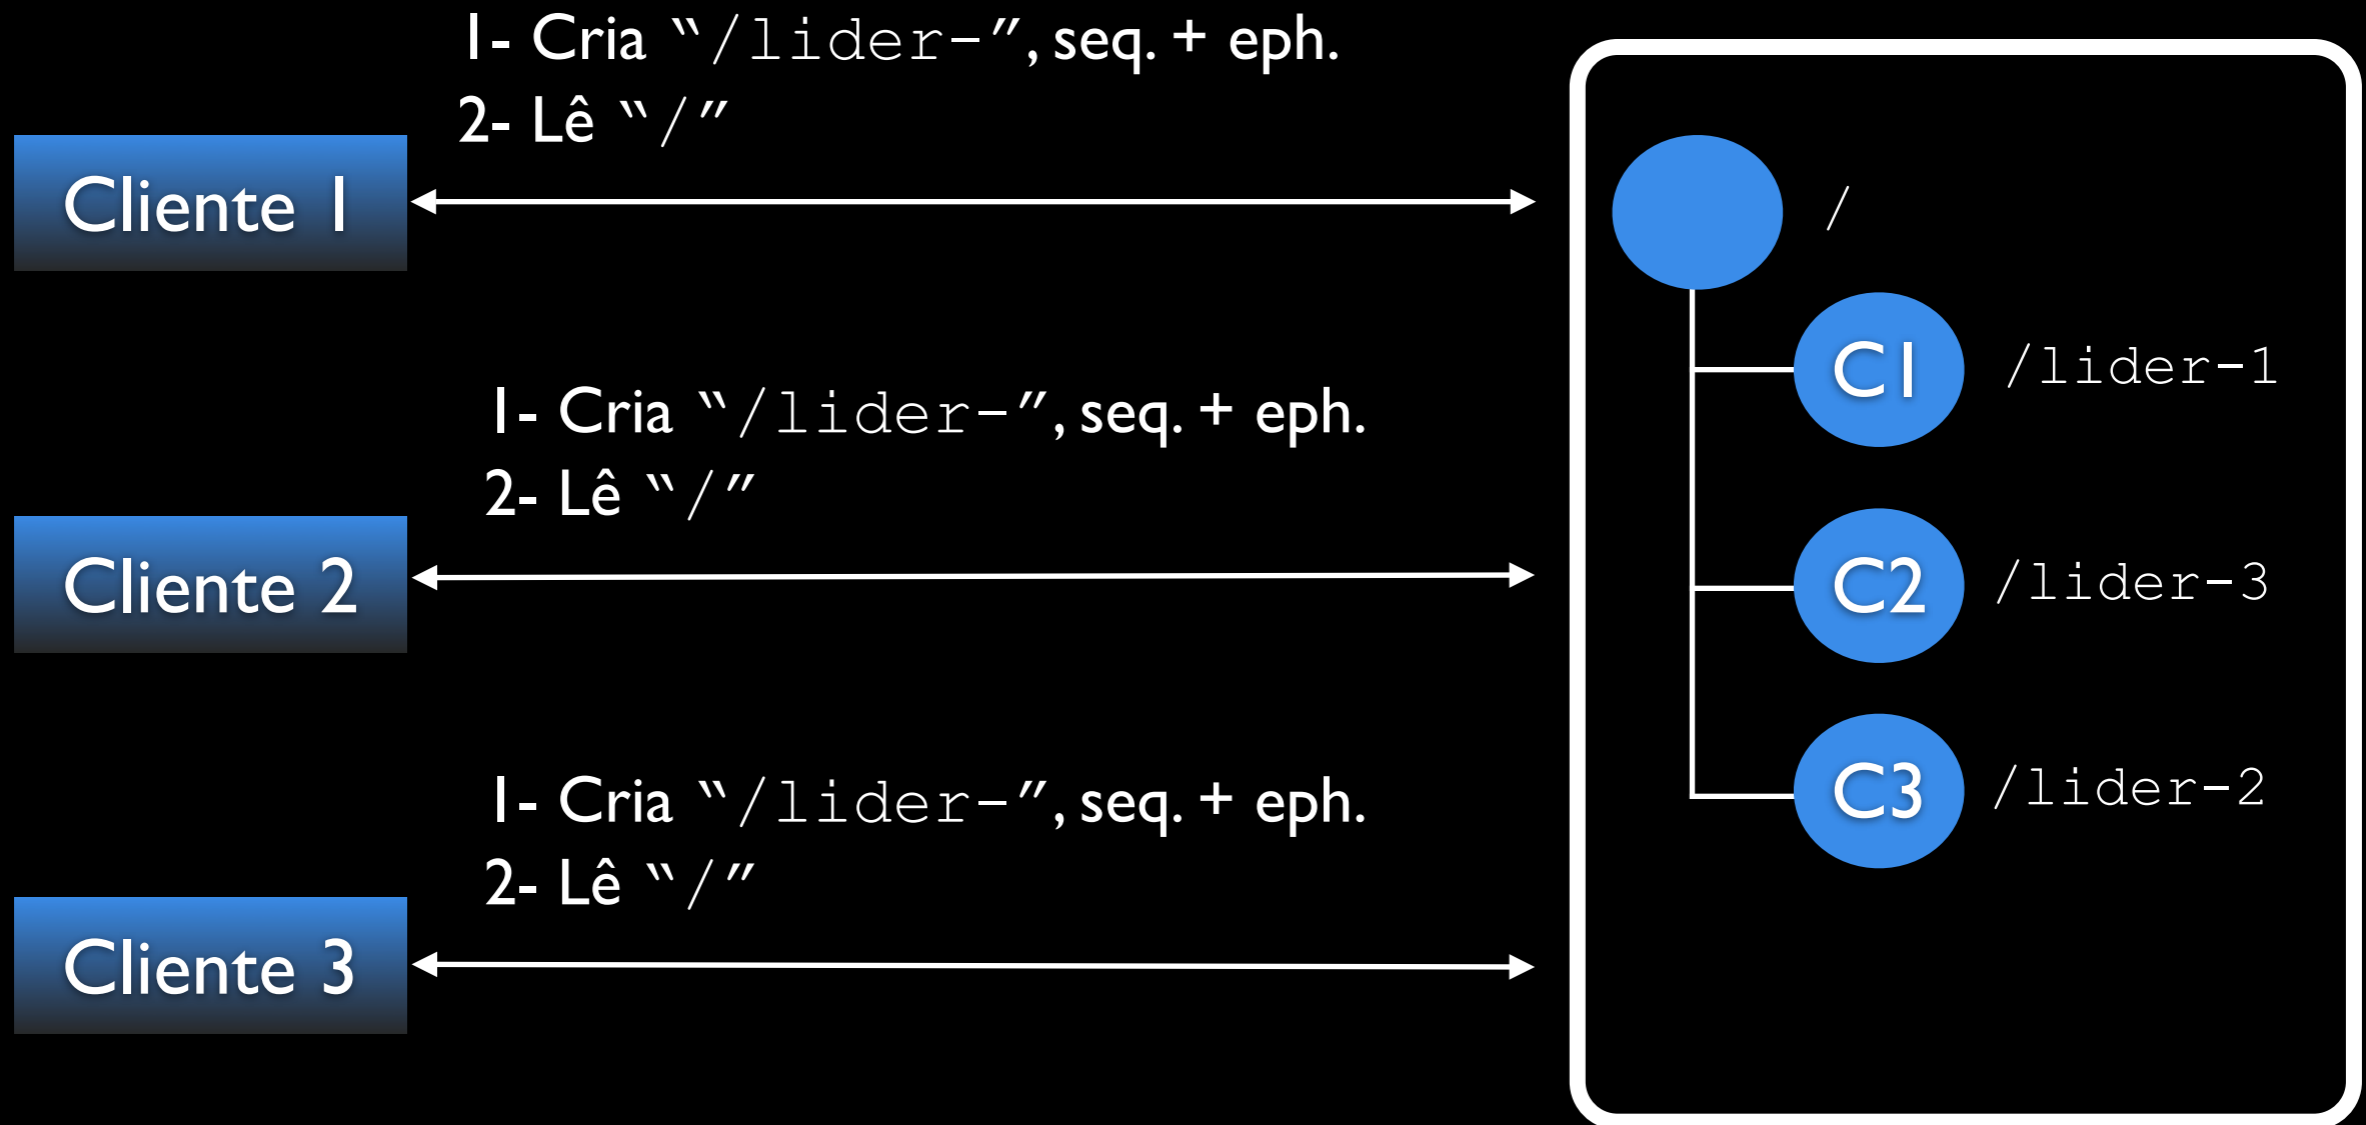 1- Cria “/lider-”, seq. + eph.
2- Lê “/”
Cliente 1
1- Cria “/lider-”, seq. + eph.
2- Lê “/”
Cliente 2
1- Cria “/lider-”, seq. + eph.
2- Lê “/”
Cliente 3
/
C1 /lider-1
C2 /lider-3
C3 /lider-2